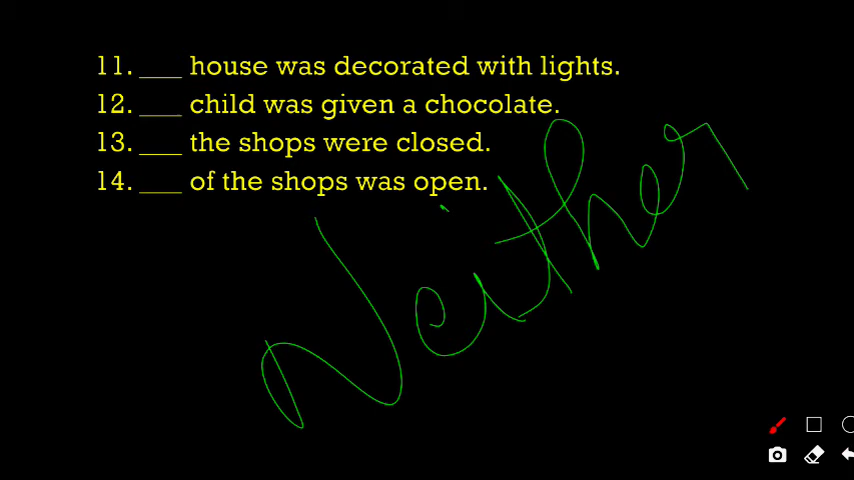 11. ___ house was decorated with lights.
12. ___ child was given a chocolate.
13. ___ the shops were closed.
14. ___ of the shops was open.
Neither